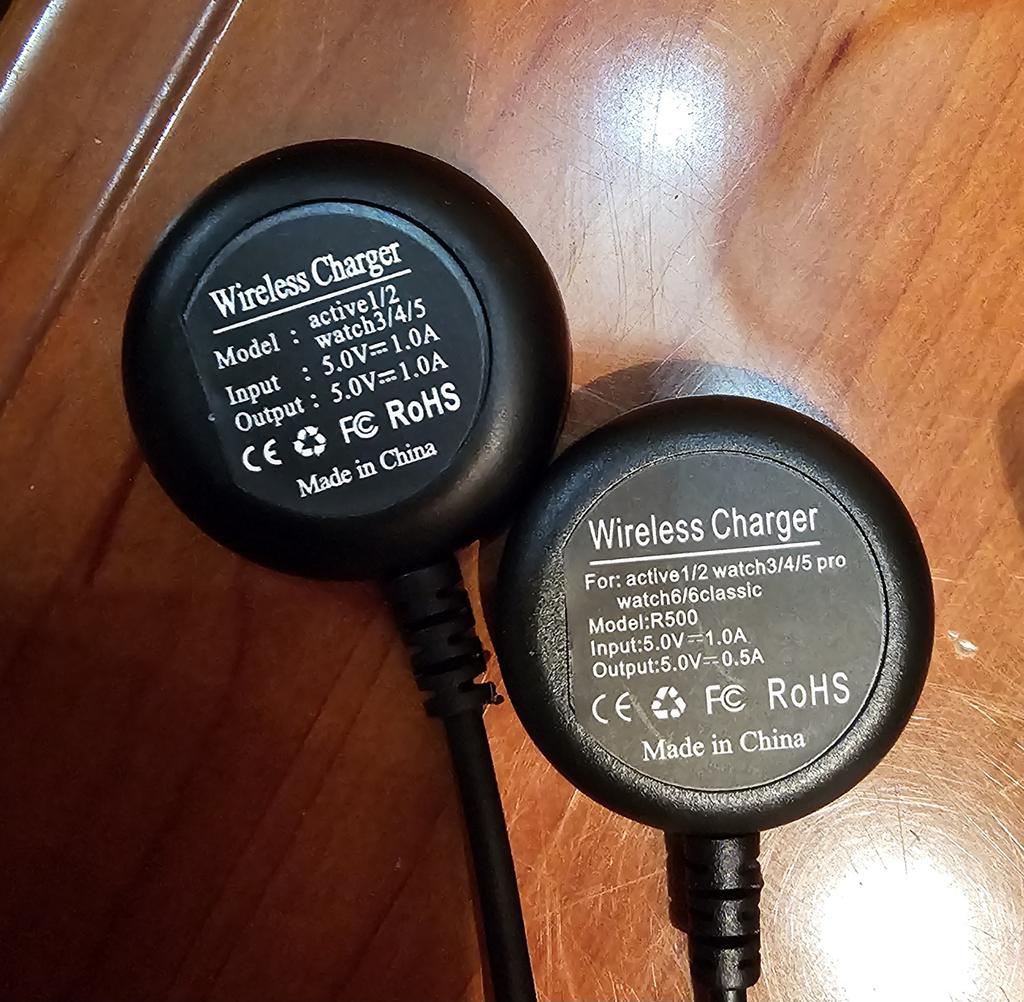 Wireless Charger
Model : active1/2
watch3/4/5
Input : 5.0V⎓1.0A
Output : 5.0V⎓1.0A
CE FC RoHS
Made in China
Wireless Charger
For: active1/2 watch3/4/5 pro
watch6/6classic
Model:R500
Input:5.0V⎓1.0A
Output:5.0V⎓0.5A
CE FC RoHS
Made in China